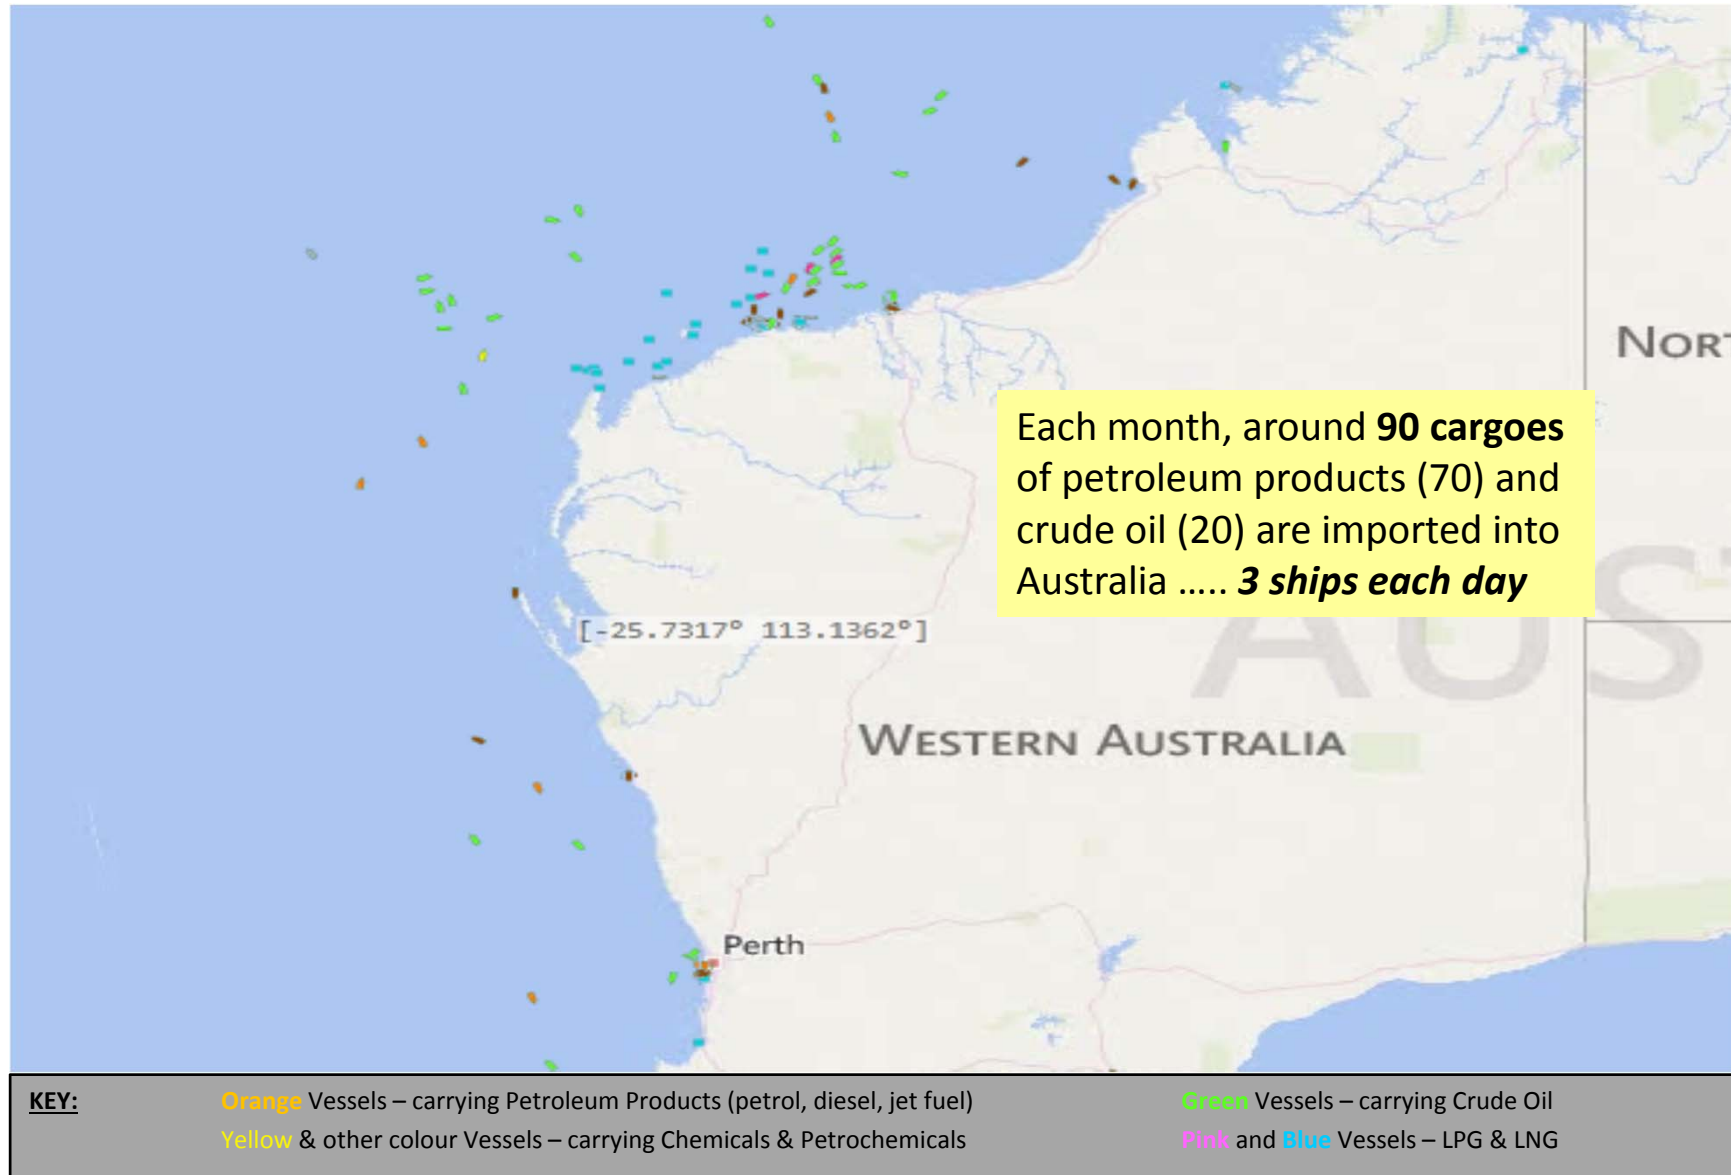 NOR
Each month, around 90 cargoes
of petroleum products (70) and
crude oil (20) are imported into
Australia ..... 3 ships each day
[-25.7317° 113.1362°]
AUS
WESTERN AUSTRALIA
Perth
KEY:
Orange Vessels – carrying Petroleum Products (petrol, diesel, jet fuel)
Green Vessels – carrying Crude Oil
Yellow & other colour Vessels – carrying Chemicals & Petrochemicals
Pink and Blue Vessels – LPG & LNG